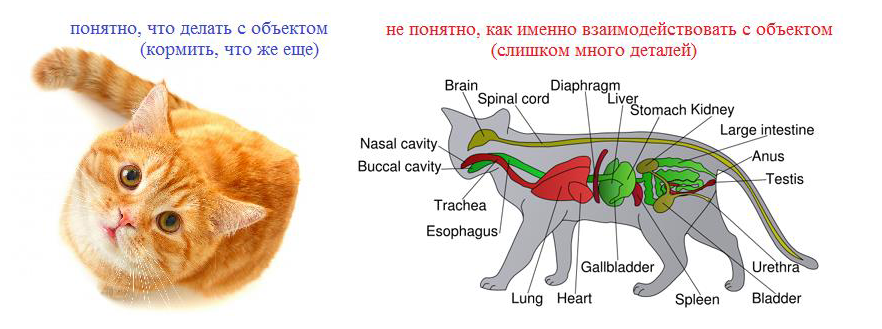 понятно, что делать с объектом
(кормить, что же еще)
не понятно, как именно взаимодействовать с объектом
(слишком много деталей)
Brain
Spinal cord
Diaphragm
Liver
Stomach
Kidney
Large intestine
Nasal cavity
Buccal cavity
Anus
Testis
Trachea
Esophagus
Gallbladder
Urethra
Lung
Heart
Spleen
Bladder